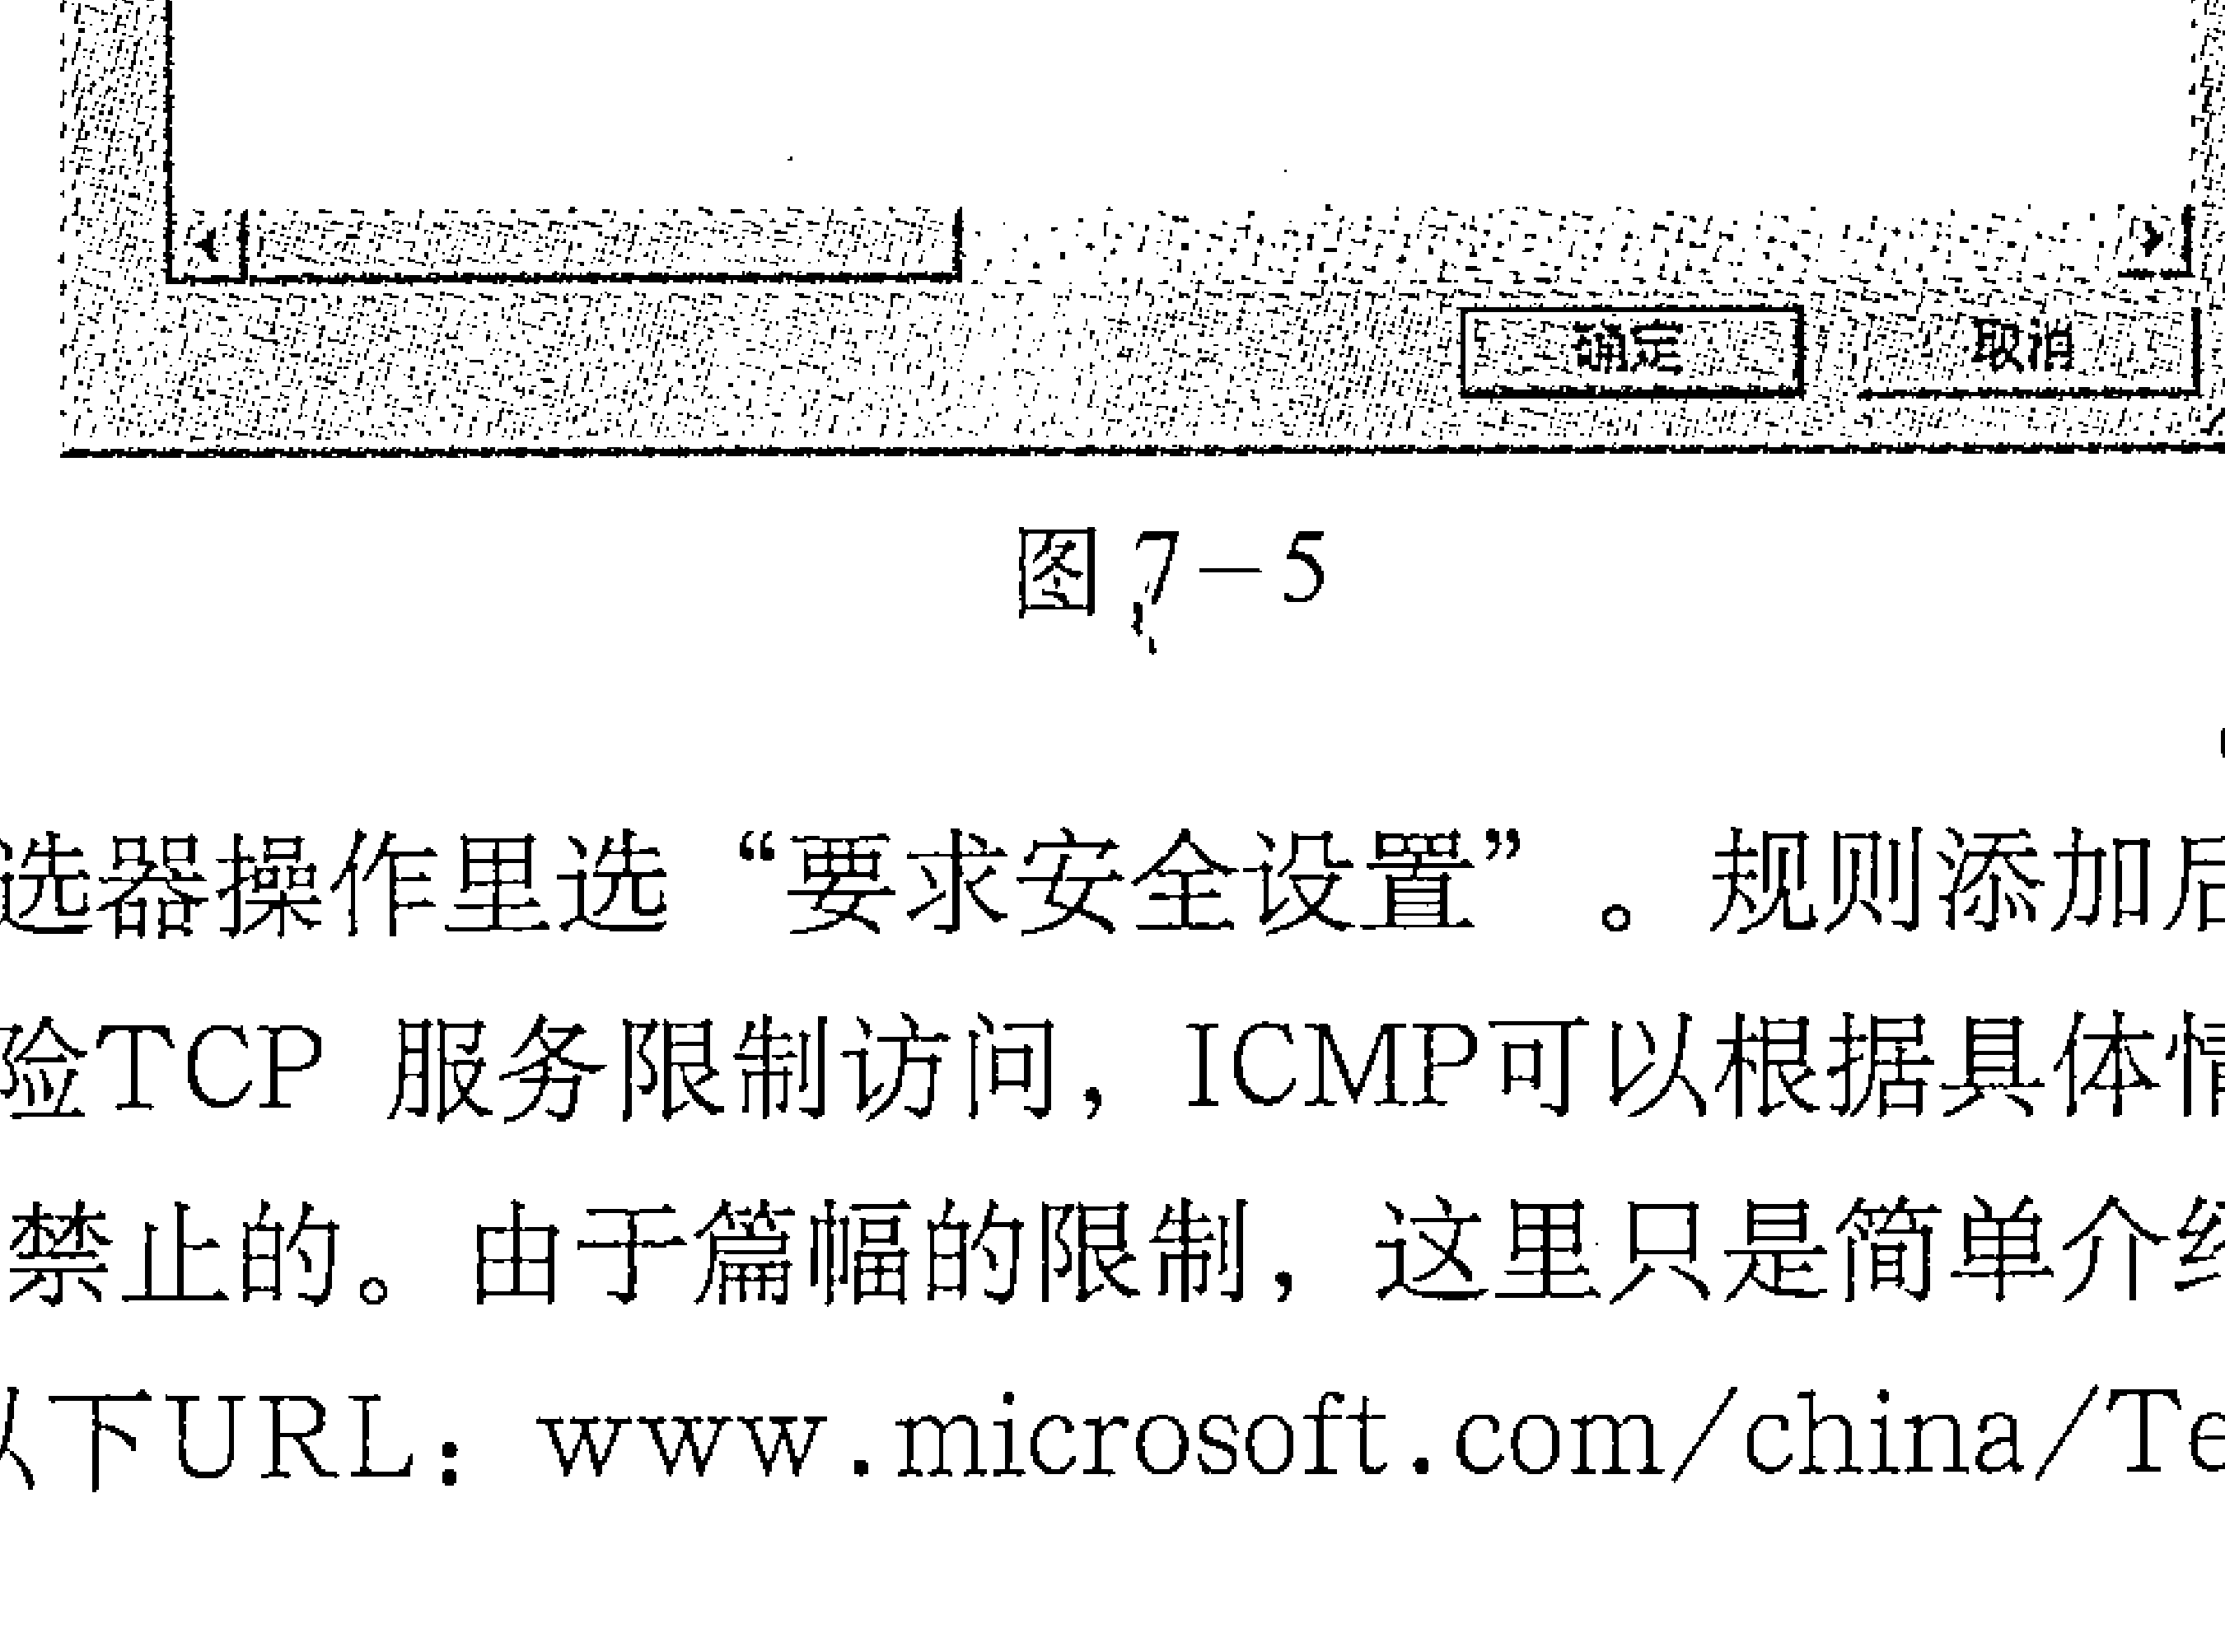 确定 取消
图 7-5
选器操作里选“要求安全设置”。规则添加后
险TCP 服务限制访问，ICMP可以根据具体情
禁止的。由于篇幅的限制，这里只是简单介绍
以下URL：www.microsoft.com/china/Te